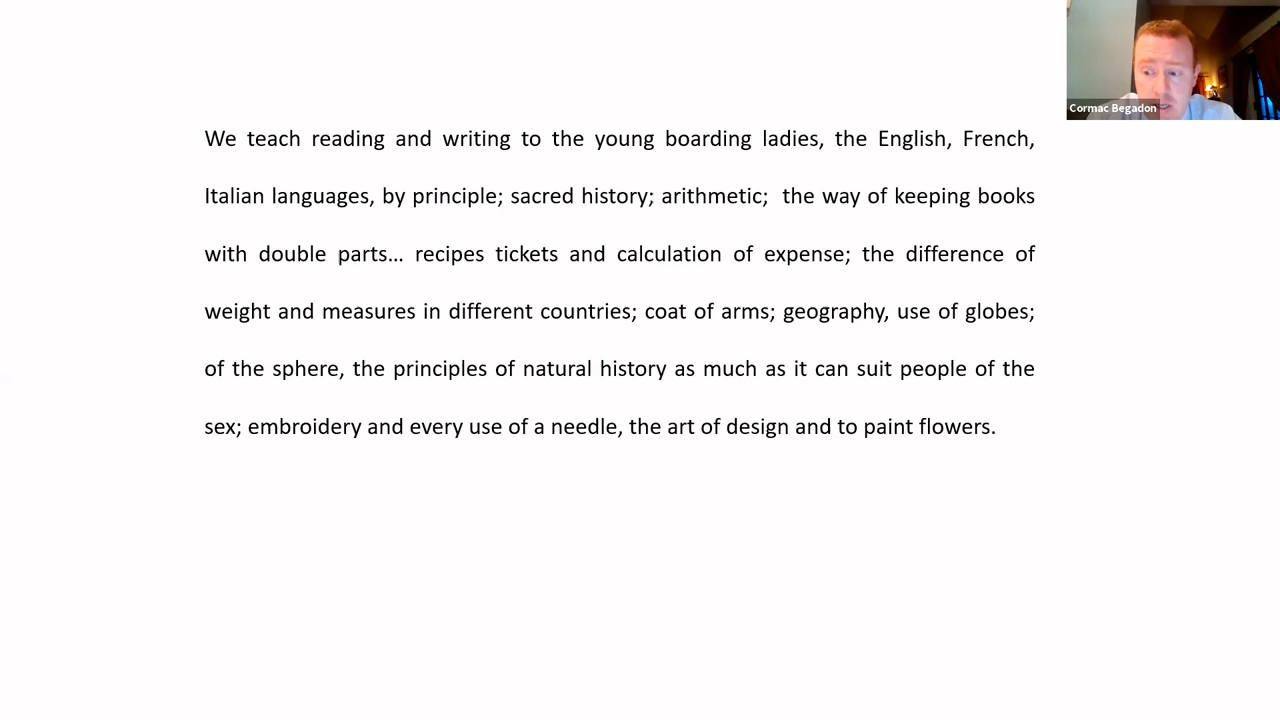 Cormac Begadon
We teach reading and writing to the young boarding ladies, the English, French,
Italian languages, by principle; sacred history; arithmetic;  the way of keeping books
with double parts... recipes tickets and calculation of expense; the difference of
weight and measures in different countries; coat of arms; geography, use of globes;
of the sphere, the principles of natural history as much as it can suit people of the
sex; embroidery and every use of a needle, the art of design and to paint flowers.